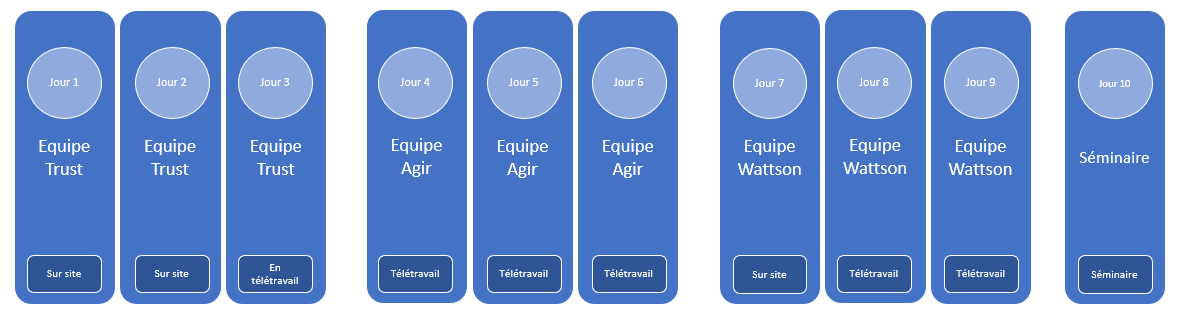 Jour 1
Equipe
Trust
Sur site
Jour 2
Equipe
Trust
Sur site
Jour 3
Equipe
Trust
En
télétravail
Jour 4
Equipe
Agir
Télétravail
Jour 5
Equipe
Agir
Télétravail
Jour 6
Equipe
Agir
Télétravail
Jour 7
Equipe
Wattson
Sur site
Jour 8
Equipe
Wattson
Télétravail
Jour 9
Equipe
Wattson
Télétravail
Jour 10
Séminaire
Séminaire